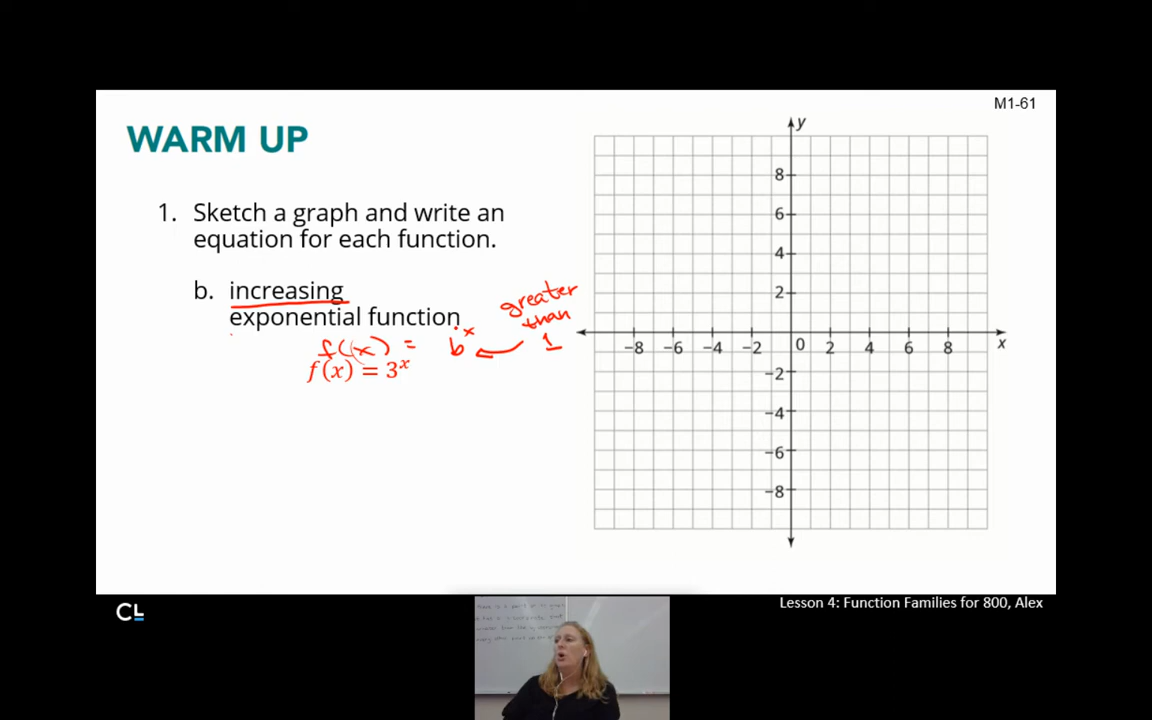 M1-61
WARM UP
1. Sketch a graph and write an
equation for each function.
b. increasing
exponential function
greater
than
1
f(x) = b^x
f(x) = 3^x
y
8
6
4
2
-8 -6 -4 -2 0 2 4 6 8 x
-2
-4
-6
-8
CL
Lesson 4: Function Families for 800, Alex